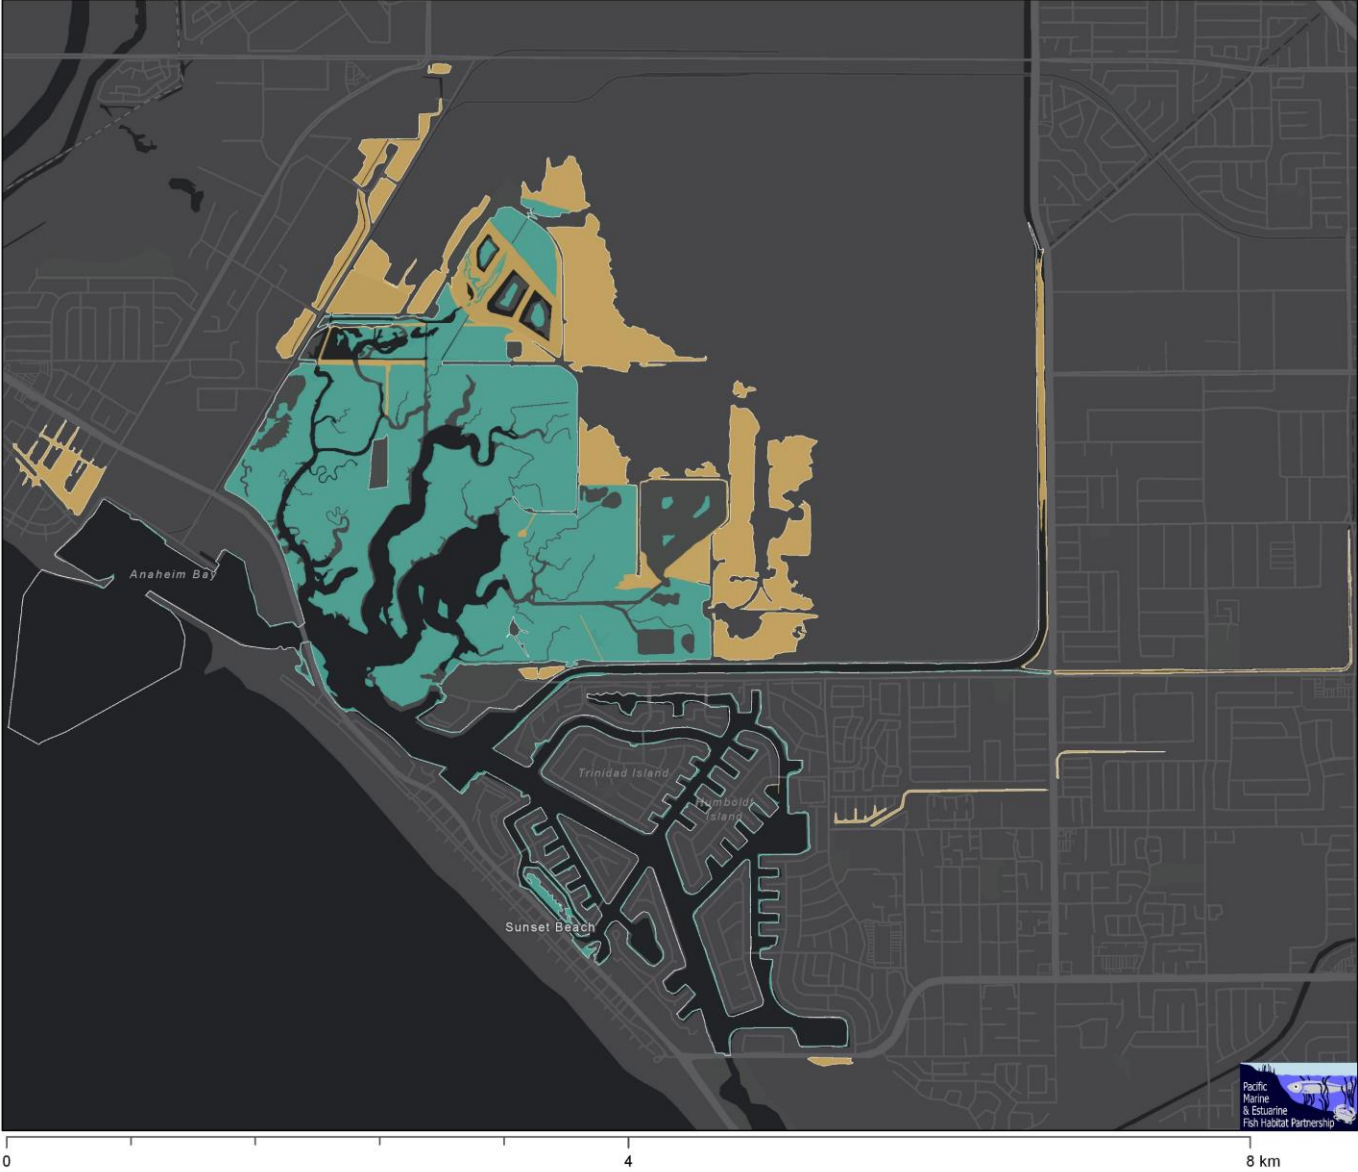 Anaheim Bay
Trinidad Island
Humboldt
Island
Sunset Beach
Pacific
Marine
& Estuarine
Fish Habitat Partnership
0 4 8 km